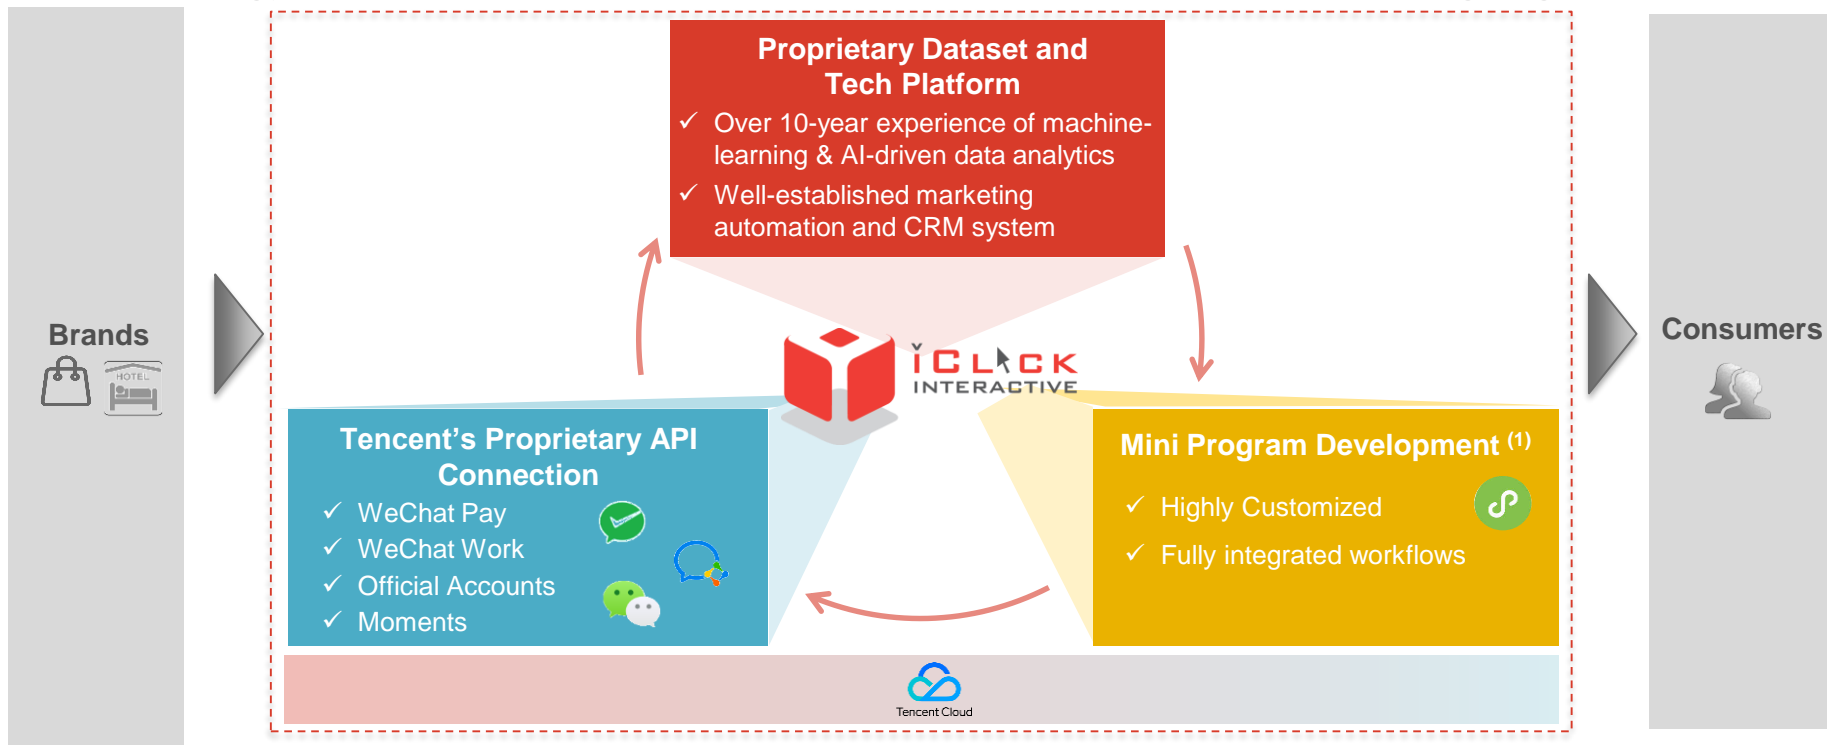 Proprietary Dataset and
Tech Platform
✓ Over 10-year experience of machine-
learning & AI-driven data analytics
✓ Well-established marketing
automation and CRM system
Brands
HOTEL
Consumers
iCLiCK
INTERACTIVE
Tencent’s Proprietary API
Connection
✓ WeChat Pay
✓ WeChat Work
✓ Official Accounts
✓ Moments
Mini Program Development (1)
✓ Highly Customized
✓ Fully integrated workflows
Tencent Cloud